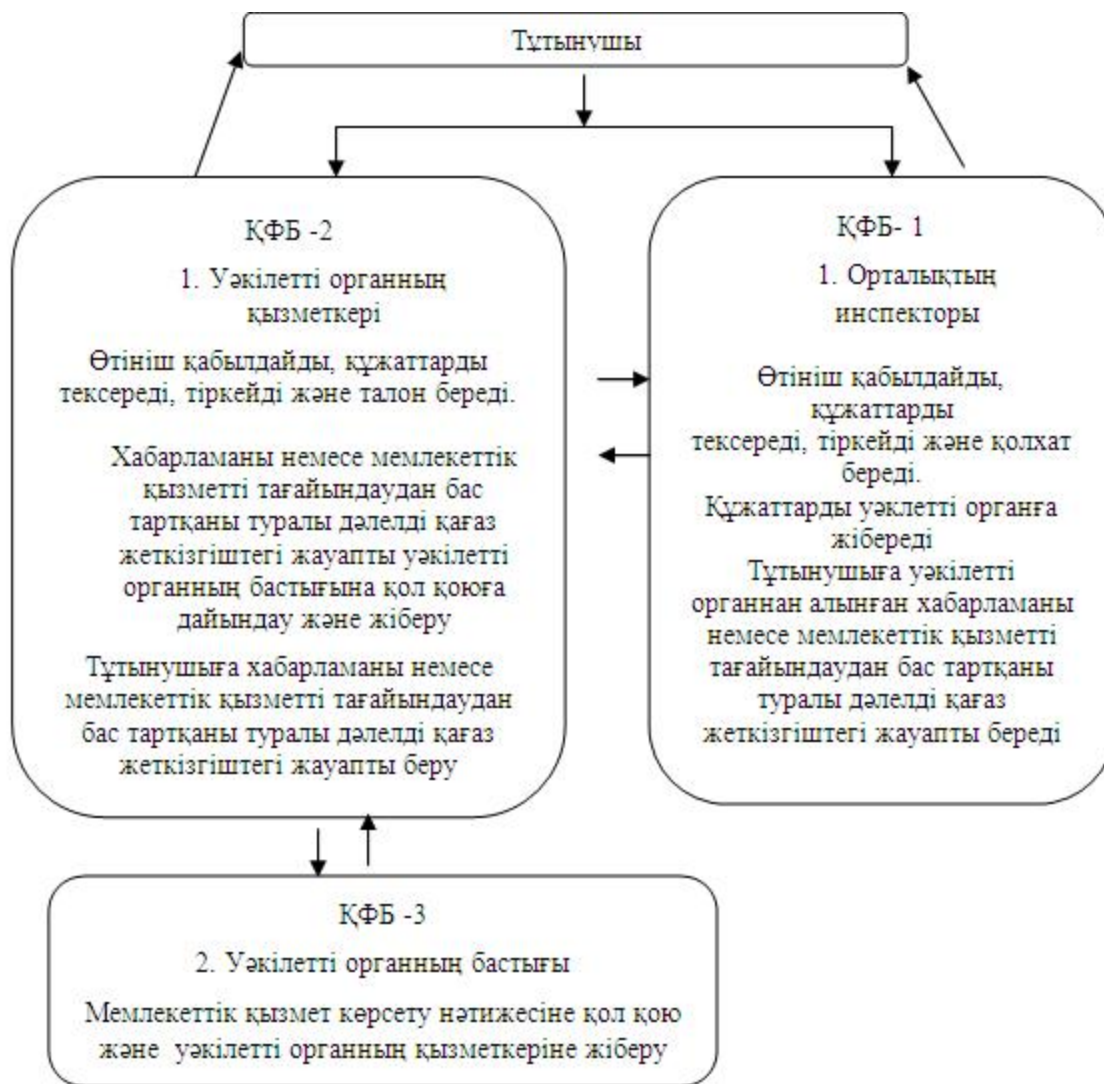 Тұтынушы
ҚФБ -2
1. Уәкілетті органның
қызметкері
Өтініш қабылдайды, құжаттарды
тексереді, тіркейді және талон береді.
Хабарламаны немесе мемлекеттік
қызметті тағайындаудан бас
тартқаны туралы дәлелді қағаз
жеткізгіштегі жауапты уәкілетті
органның бастығына қол қоюға
дайындау және жіберу
Тұтынушыға хабарламаны немесе
мемлекеттік қызметті тағайындаудан
бас тартқаны туралы дәлелді қағаз
жеткізгіштегі жауапты беру
ҚФБ- 1
1. Орталықтың
инспекторы
Өтініш қабылдайды,
құжаттарды
тексереді, тіркейді және қолхат
береді.
Құжаттарды уәклетті органға
жібереді
Тұтынушыға уәкілетті
органнан алынған хабарламаны
немесе мемлекеттік қызметті
тағайындаудан бас тартқаны
туралы дәлелді қағаз
жеткізгіштегі жауапты береді
ҚФБ -3
2. Уәкілетті органның бастығы
Мемлекеттік қызмет көрсету нәтижесіне қол қою
және уәкілетті органның қызметкеріне жіберу